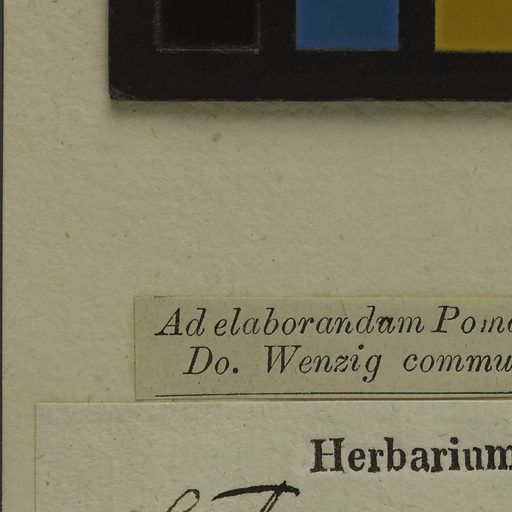 Ad elaborandam Pom
Do. Wenzig commu
Herbarium